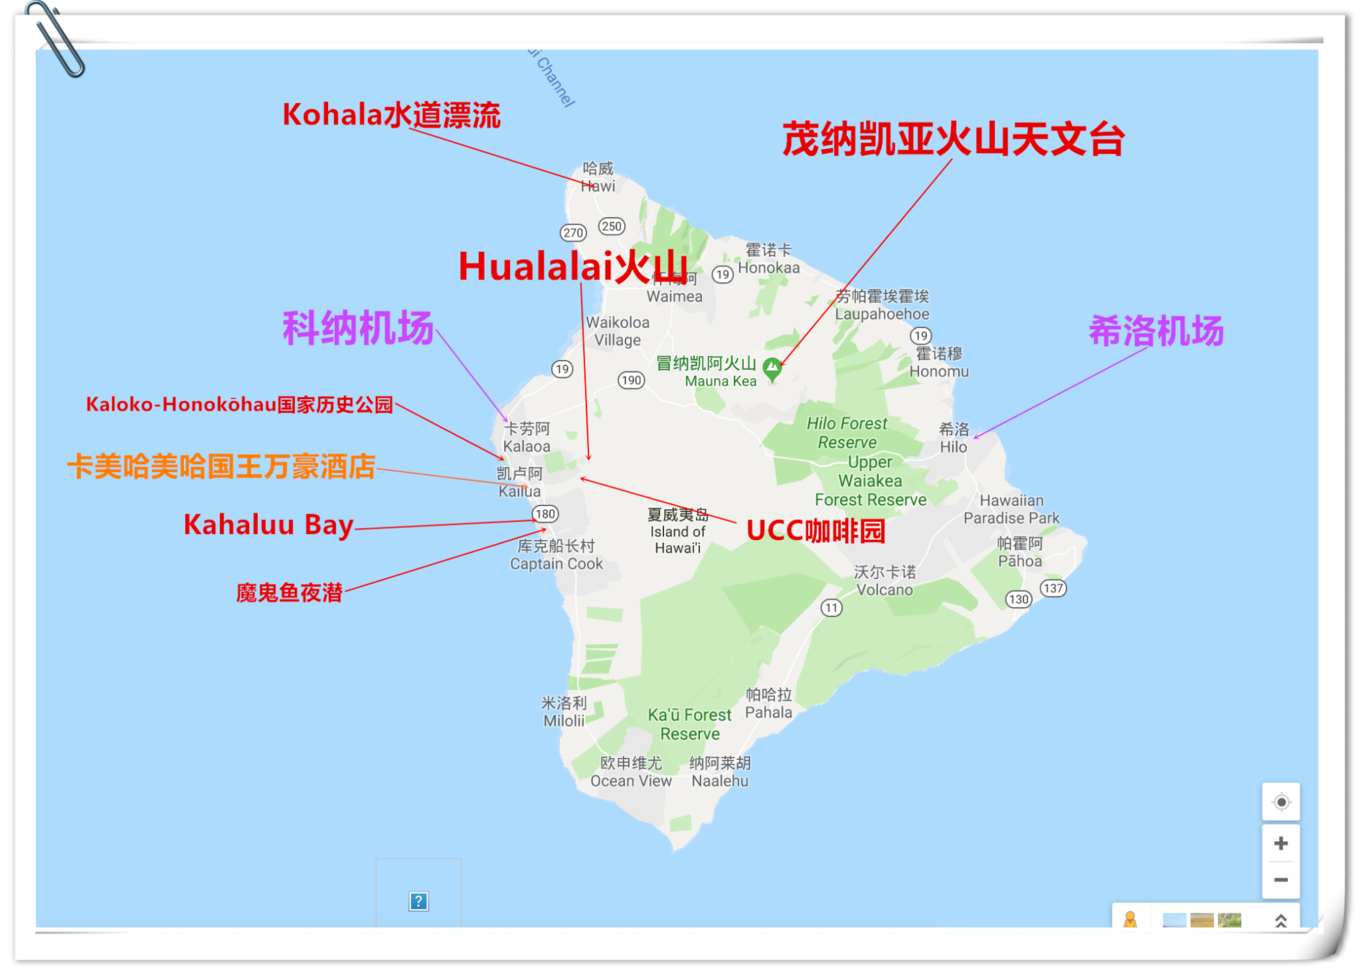 ui Channel
Kohala水道漂流
茂纳凯亚火山天文台
哈威
Hawi
270
250
Hualalai火山
霍诺卡
Honokaa
19
Waimea
劳帕霍埃霍埃
Laupahoehoe
科纳机场
希洛机场
Waikoloa
Village
19
霍诺穆
Honomu
冒纳凯阿火山
Mauna Kea
19
190
Kaloko-Honokōhau国家历史公园
卡劳阿
Kalaoa
Hilo Forest
Reserve
希洛
Hilo
卡美哈美哈国王万豪酒店
凯卢阿
Kailua
Upper
Waiakea
Forest Reserve
Hawaiian
Paradise Park
180
Kahaluu Bay
夏威夷岛
Island of
Hawai'i
UCC咖啡园
库克船长村
Captain Cook
帕霍阿
Pāhoa
魔鬼鱼夜潜
沃尔卡诺
Volcano
11
130
137
米洛利
Milolii
帕哈拉
Pahala
Ka'ū Forest
Reserve
欧申维尤
Ocean View
纳阿莱胡
Naalehu